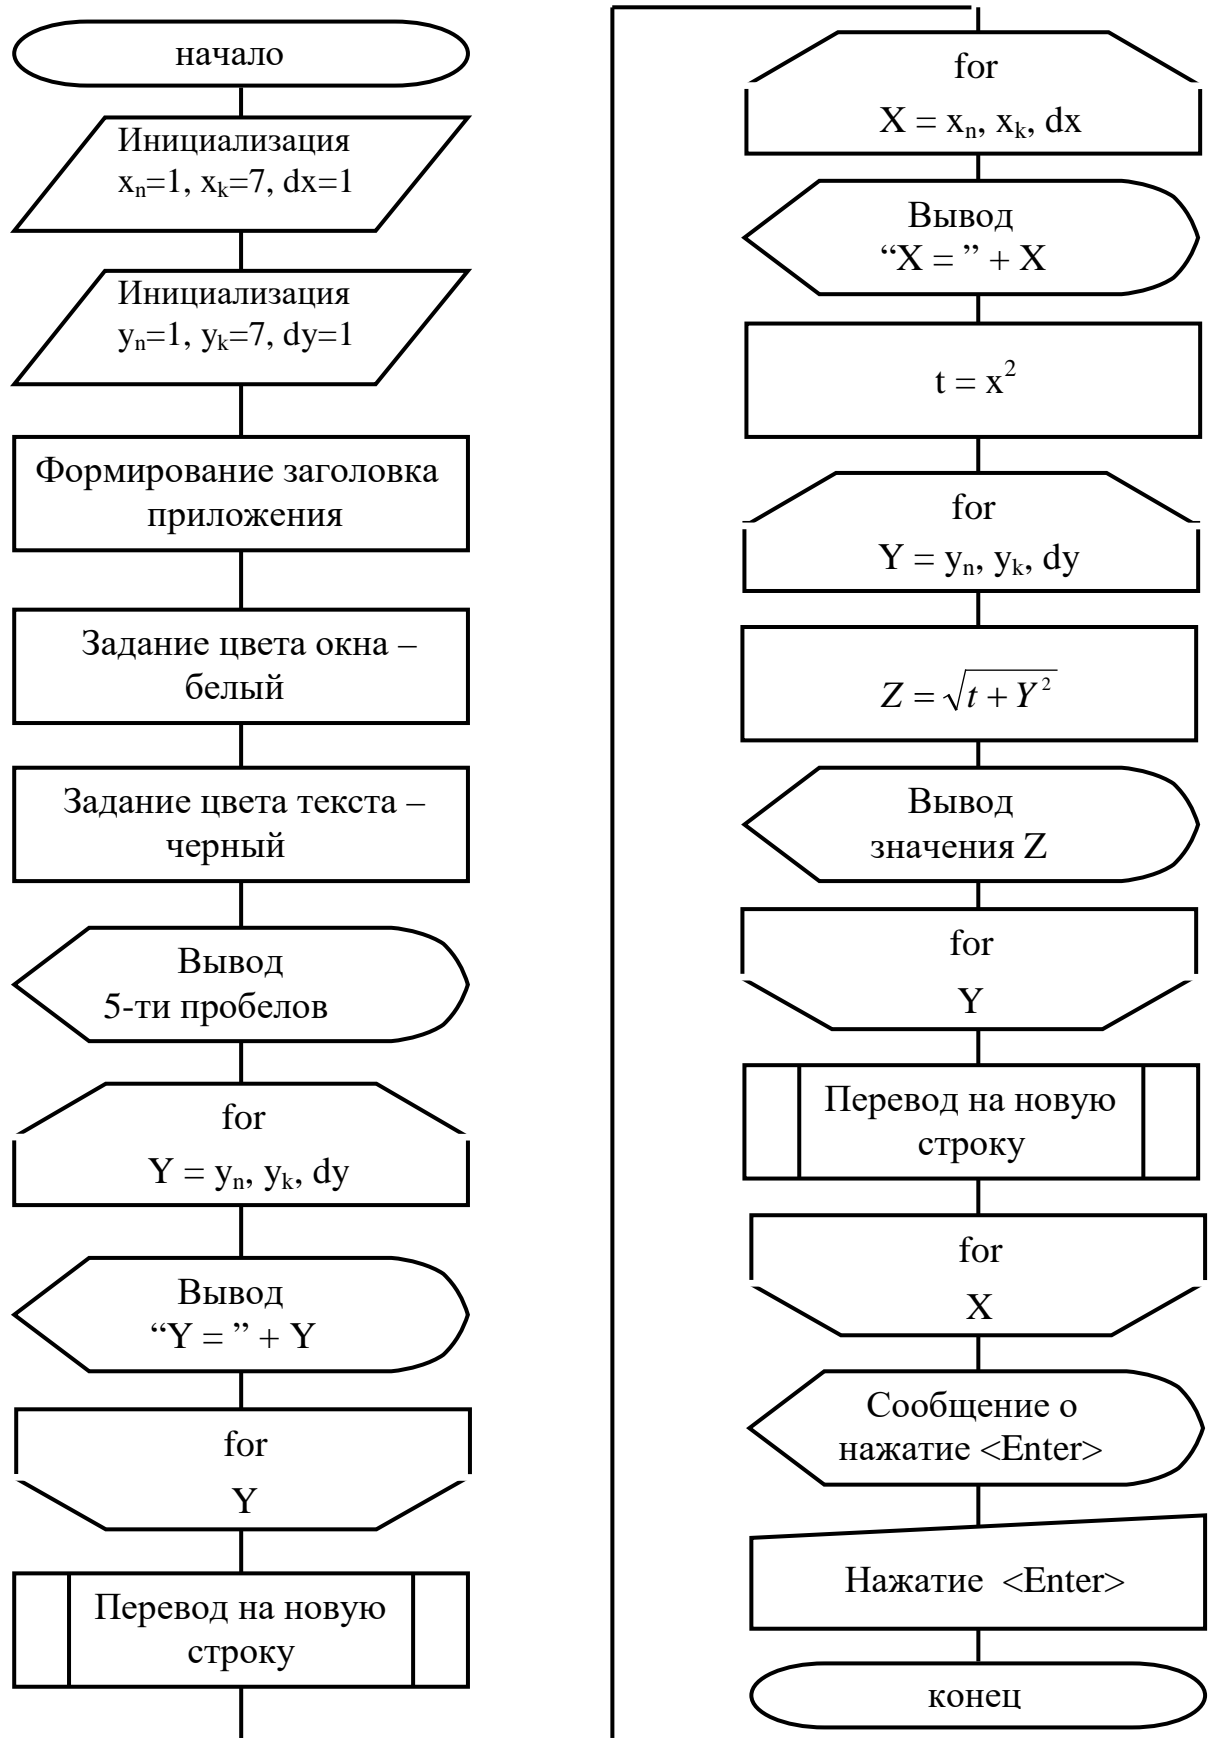 начало
Инициализация
xₙ=1, xₖ=7, dx=1
Инициализация
yₙ=1, yₖ=7, dy=1
Формирование заголовка
приложения
Задание цвета окна –
белый
Задание цвета текста –
черный
Вывод
5-ти пробелов
for
Y = yₙ, yₖ, dy
Вывод
“Y = ” + Y
for
Y
Перевод на новую
строку
for
X = xₙ, xₖ, dx
Вывод
“X = ” + X
t = x²
for
Y = yₙ, yₖ, dy
Z = √(t + Y²)
Вывод
значения Z
for
Y
Перевод на новую
строку
for
X
Сообщение о
нажатие <Enter>
Нажатие <Enter>
конец